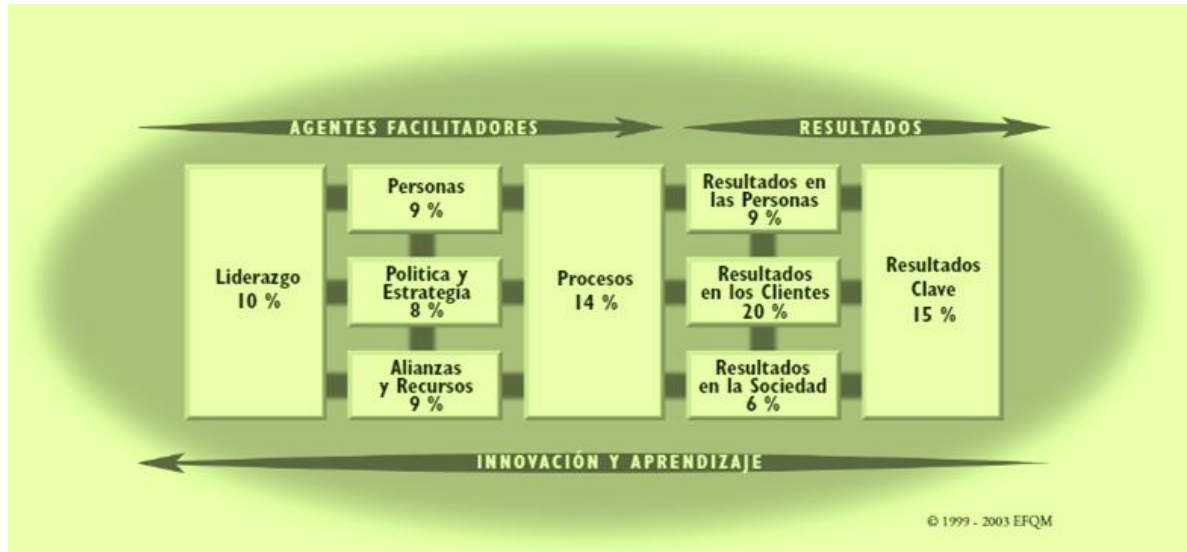 AGENTES FACILITADORES
RESULTADOS
Liderazgo
10 %
Personas
9 %
Politica y
Estrategia
8 %
Alianzas
y Recursos
9 %
Procesos
14 %
Resultados en
las Personas
9 %
Resultados
en los Clientes
20 %
Resultados
en la Sociedad
6 %
Resultados
Clave
15 %
INNOVACIÓN Y APRENDIZAJE
© 1999 - 2003 EFQM